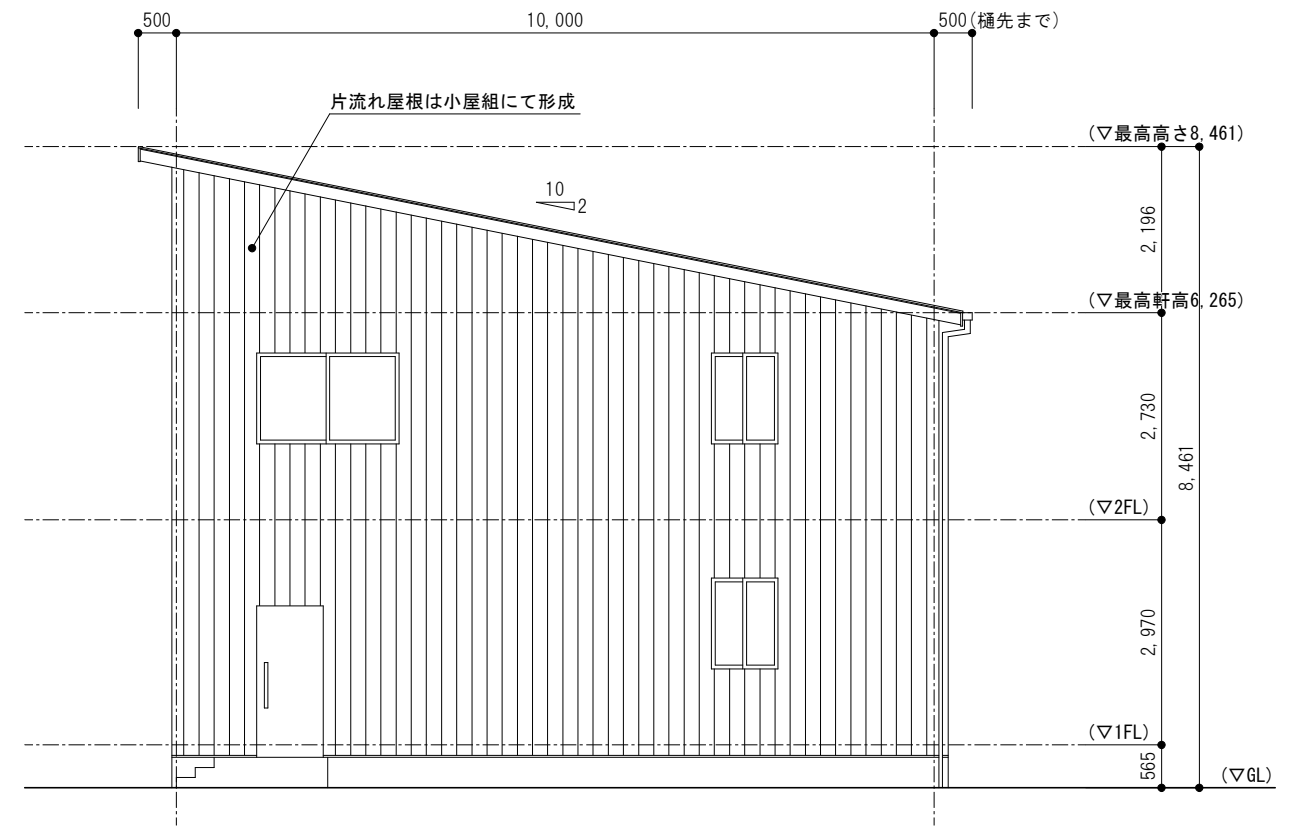 500
10,000
500(樋先まで)
片流れ屋根は小屋組にて形成
(▽最高高さ8,461)
10
2
2,196
(▽最高軒高6,265)
2,730
8,461
(▽2FL)
2,970
(▽1FL)
565
(▽GL)